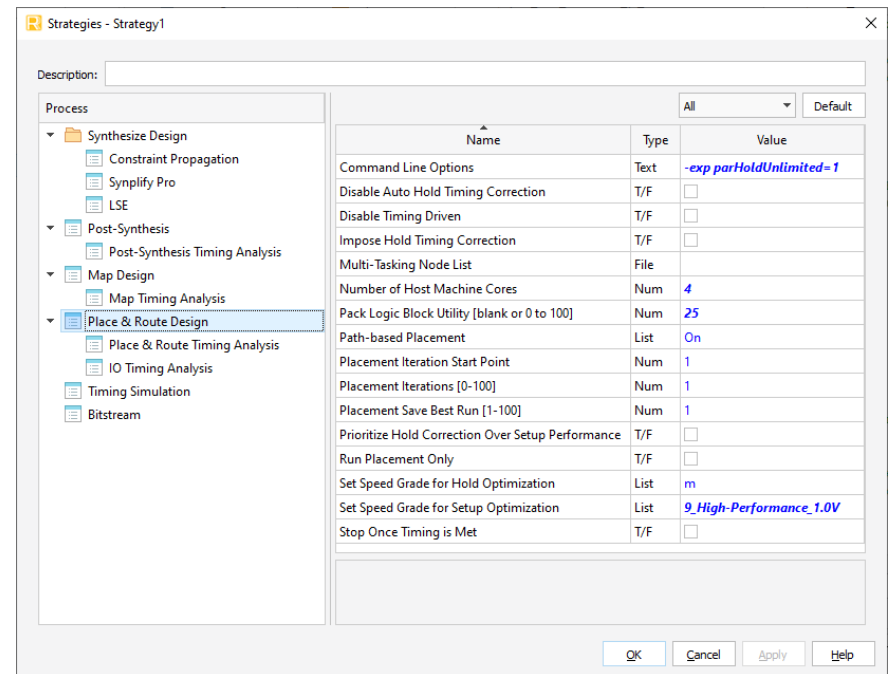 Strategies - Strategy1
Description:
Process
All
Default
Synthesize Design
Constraint Propagation
Synplify Pro
LSE
Post-Synthesis
Post-Synthesis Timing Analysis
Map Design
Map Timing Analysis
Place & Route Design
Place & Route Timing Analysis
IO Timing Analysis
Timing Simulation
Bitstream
Name Type Value
Command Line Options Text -exp parHoldUnlimited=1
Disable Auto Hold Timing Correction T/F
Disable Timing Driven T/F
Impose Hold Timing Correction T/F
Multi-Tasking Node List File
Number of Host Machine Cores Num 4
Pack Logic Block Utility [blank or 0 to 100] Num 25
Path-based Placement List On
Placement Iteration Start Point Num 1
Placement Iterations [0-100] Num 1
Placement Save Best Run [1-100] Num 1
Prioritize Hold Correction Over Setup Performance T/F
Run Placement Only T/F
Set Speed Grade for Hold Optimization List m
Set Speed Grade for Setup Optimization List 9_High-Performance_1.0V
Stop Once Timing is Met T/F
OK Cancel Apply Help